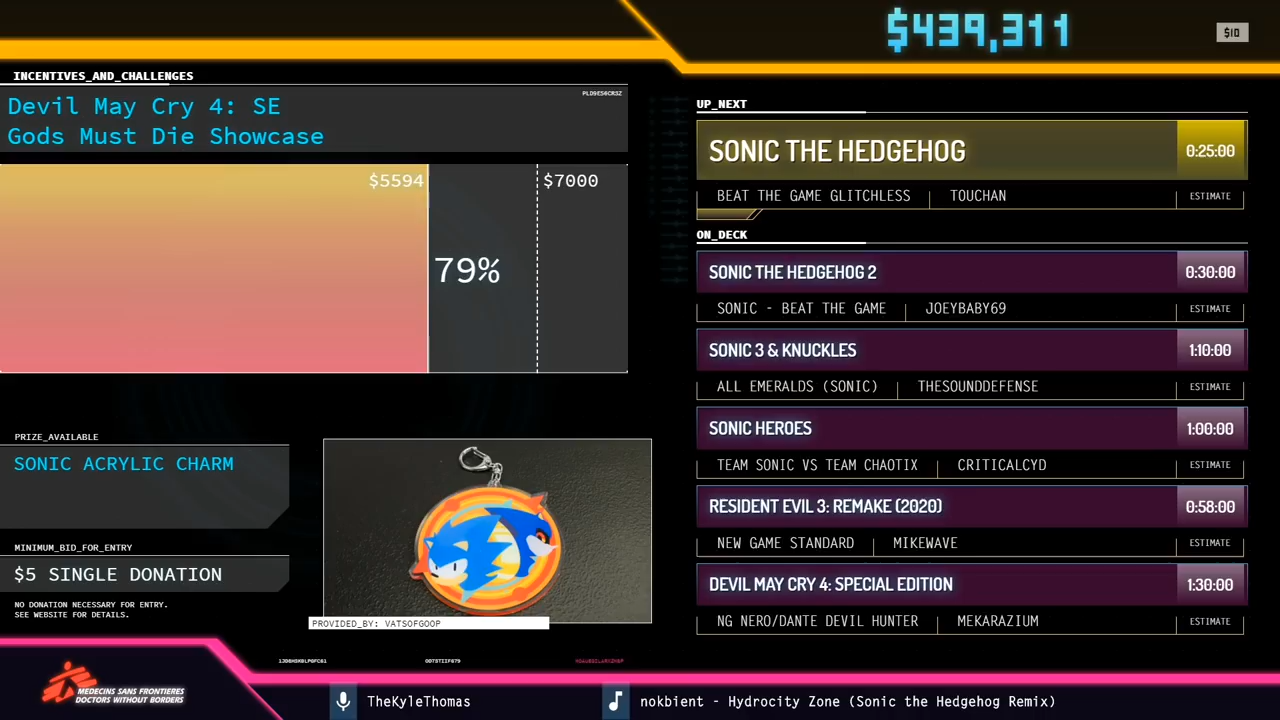 $439,311
$10
INCENTIVES_AND_CHALLENGES
Devil May Cry 4: SE
Gods Must Die Showcase
$5594
$7000
79%
PRIZE_AVAILABLE
SONIC ACRYLIC CHARM
MINIMUM_BID_FOR_ENTRY
$5 SINGLE DONATION
NO DONATION NECESSARY FOR ENTRY.
SEE WEBSITE FOR DETAILS.
PROVIDED_BY: VATSOFGOOP
UP_NEXT
SONIC THE HEDGEHOG
0:25:00
BEAT THE GAME GLITCHLESS
TOUCHAN
ESTIMATE
ON_DECK
SONIC THE HEDGEHOG 2
0:30:00
SONIC - BEAT THE GAME
JOEYBABY69
ESTIMATE
SONIC 3 & KNUCKLES
1:10:00
ALL EMERALDS (SONIC)
THESOUNDDEFENSE
ESTIMATE
SONIC HEROES
1:00:00
TEAM SONIC VS TEAM CHAOTIX
CRITICALCYD
ESTIMATE
RESIDENT EVIL 3: REMAKE (2020)
0:58:00
NEW GAME STANDARD
MIKEWAVE
ESTIMATE
DEVIL MAY CRY 4: SPECIAL EDITION
1:30:00
NG NERO/DANTE DEVIL HUNTER
MEKARAZIUM
ESTIMATE
MEDECINS SANS FRONTIERES
DOCTORS WITHOUT BORDERS
TheKyleThomas
nokbient - Hydrocity Zone (Sonic the Hedgehog Remix)